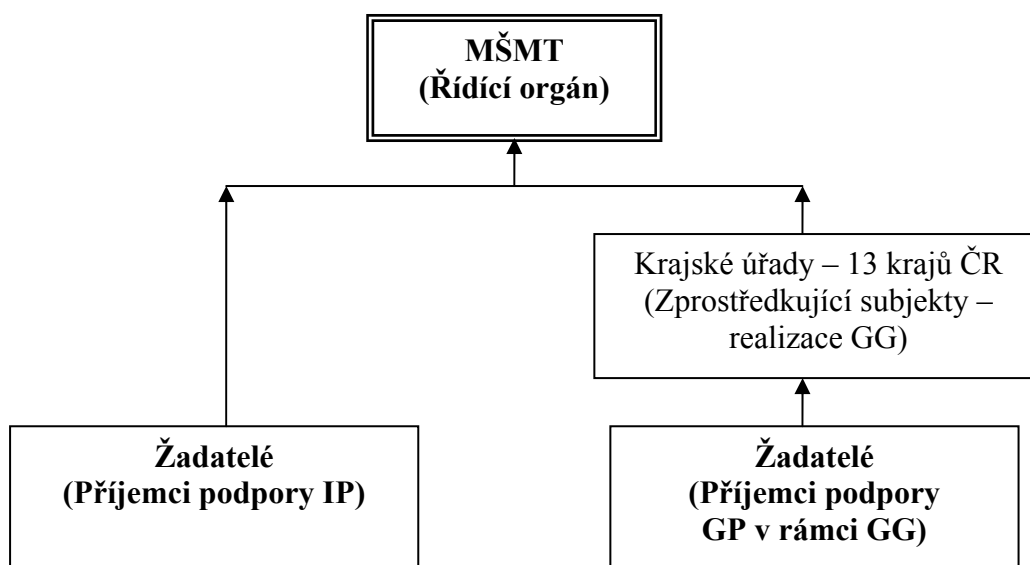 MŠMT
(Řídící orgán)
Krajské úřady – 13 krajů ČR
(Zprostředkující subjekty –
realizace GG)
Žadatelé
(Příjemci podpory IP)
Žadatelé
(Příjemci podpory
GP v rámci GG)